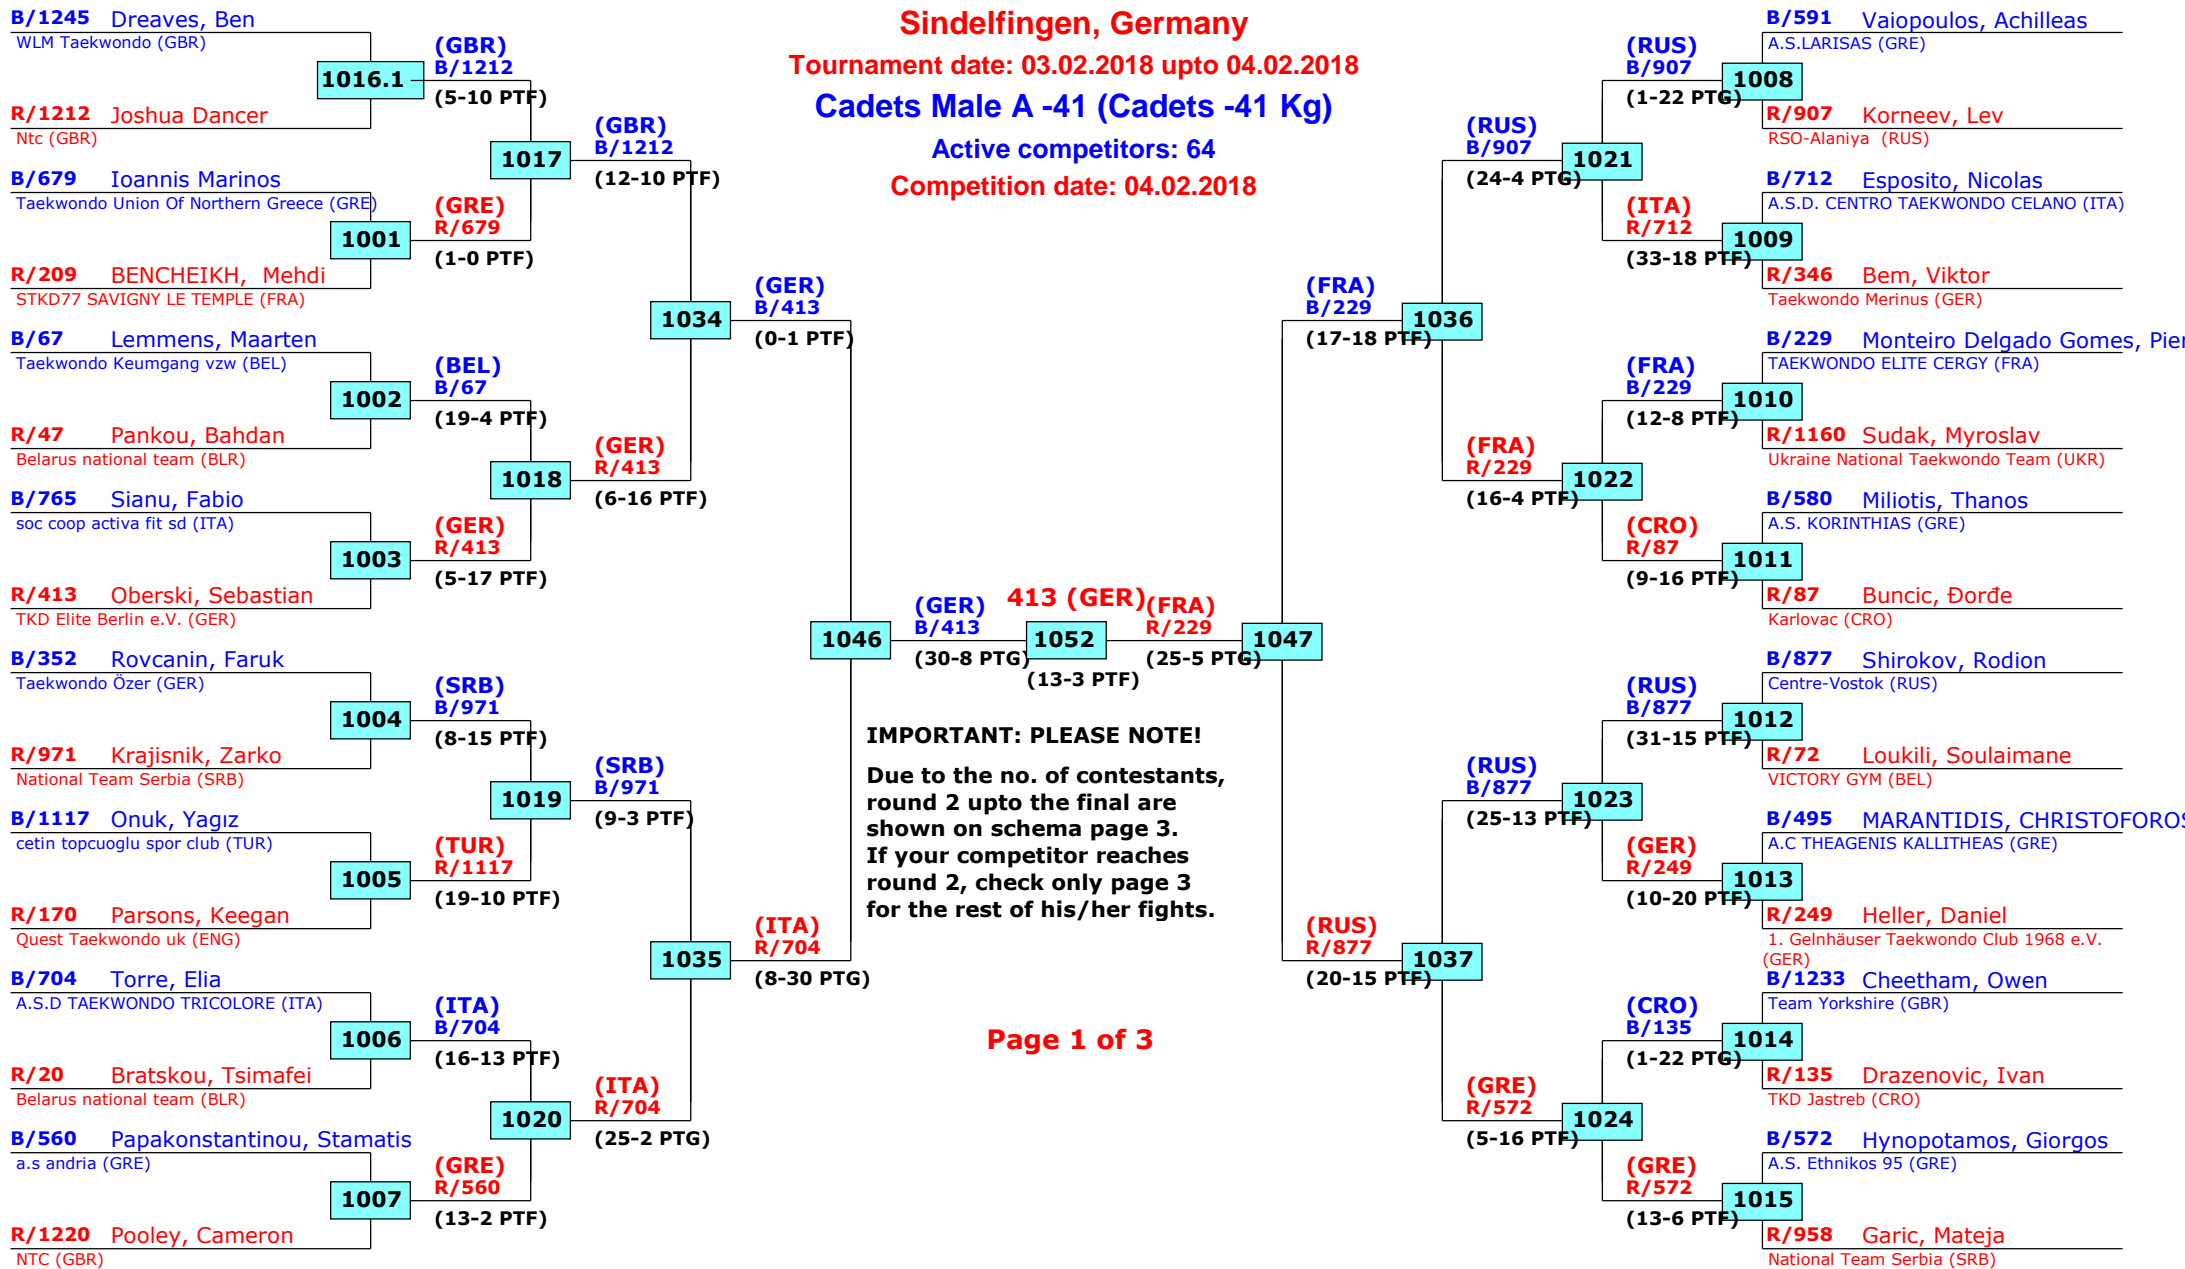 Sindelfingen, Germany
Tournament date: 03.02.2018 upto 04.02.2018
Cadets Male A -41 (Cadets -41 Kg)
Active competitors: 64
Competition date: 04.02.2018
B/1245 Dreaves, Ben
WLM Taekwondo (GBR)
1016.1
R/1212 Joshua Dancer
Ntc (GBR)
B/679 Ioannis Marinos
Taekwondo Union Of Northern Greece (GRE)
1001
R/209 BENCHEIKH, Mehdi
STKD77 SAVIGNY LE TEMPLE (FRA)
B/67 Lemmens, Maarten
Taekwondo Keumgang vzw (BEL)
1002
R/47 Pankou, Bahdan
Belarus national team (BLR)
B/765 Sianu, Fabio
soc coop activa fit sd (ITA)
1003
R/413 Oberski, Sebastian
TKD Elite Berlin e.V. (GER)
B/352 Rovcanin, Faruk
Taekwondo Özer (GER)
1004
R/971 Krajisnik, Zarko
National Team Serbia (SRB)
B/1117 Onuk, Yagız
cetin topcuoglu spor club (TUR)
1005
R/170 Parsons, Keegan
Quest Taekwondo uk (ENG)
B/704 Torre, Elia
A.S.D TAEKWONDO TRICOLORE (ITA)
1006
R/20 Bratskou, Tsimafei
Belarus national team (BLR)
B/560 Papakonstantinou, Stamatis
a.s andria (GRE)
1007
R/1220 Pooley, Cameron
NTC (GBR)
(GBR)
B/1212
(5-10 PTF)
1017
(GRE)
R/679
(1-0 PTF)
(BEL)
B/67
(19-4 PTF)
1018
(GER)
R/413
(5-17 PTF)
(SRB)
B/971
(8-15 PTF)
1019
(TUR)
R/1117
(19-10 PTF)
(ITA)
B/704
(16-13 PTF)
1020
(GRE)
R/560
(13-2 PTF)
(GBR)
B/1212
(12-10 PTF)
1034
(GER)
R/413
(6-16 PTF)
(SRB)
B/971
(9-3 PTF)
1035
(ITA)
R/704
(25-2 PTG)
(GER)
B/413
(0-1 PTF)
1046
(ITA)
R/704
(8-30 PTG)
(GER)
B/413
(30-8 PTG)
413 (GER)
1052
(13-3 PTF)
(FRA)
R/229
(25-5 PTG)
IMPORTANT: PLEASE NOTE!
Due to the no. of contestants,
round 2 upto the final are
shown on schema page 3.
If your competitor reaches
round 2, check only page 3
for the rest of his/her fights.
Page 1 of 3
(FRA)
B/229
(17-18 PTF)
1047
(RUS)
R/877
(20-15 PTF)
(RUS)
B/907
(24-4 PTG)
1036
(FRA)
R/229
(16-4 PTF)
(RUS)
B/877
(25-13 PTF)
1037
(GRE)
R/572
(5-16 PTF)
(RUS)
B/907
(1-22 PTG)
1021
(ITA)
R/712
(33-18 PTF)
(FRA)
B/229
(12-8 PTF)
1022
(CRO)
R/87
(9-16 PTF)
(RUS)
B/877
(31-15 PTF)
1023
(GER)
R/249
(10-20 PTF)
(CRO)
B/135
(1-22 PTG)
1024
(GRE)
R/572
(13-6 PTF)
B/591 Vaiopoulos, Achilleas
A.S.LARISAS (GRE)
1008
R/907 Korneev, Lev
RSO-Alaniya (RUS)
B/712 Esposito, Nicolas
A.S.D. CENTRO TAEKWONDO CELANO (ITA)
1009
R/346 Bem, Viktor
Taekwondo Merinus (GER)
B/229 Monteiro Delgado Gomes, Pier
TAEKWONDO ELITE CERGY (FRA)
1010
R/1160 Sudak, Myroslav
Ukraine National Taekwondo Team (UKR)
B/580 Miliotis, Thanos
A.S. KORINTHIAS (GRE)
1011
R/87 Buncic, Đorđe
Karlovac (CRO)
B/877 Shirokov, Rodion
Centre-Vostok (RUS)
1012
R/72 Loukili, Soulaimane
VICTORY GYM (BEL)
B/495 MARANTIDIS, CHRISTOFOROS
A.C THEAGENIS KALLITHEAS (GRE)
1013
R/249 Heller, Daniel
1. Gelnhäuser Taekwondo Club 1968 e.V.
(GER)
B/1233 Cheetham, Owen
Team Yorkshire (GBR)
1014
R/135 Drazenovic, Ivan
TKD Jastreb (CRO)
B/572 Hynopotamos, Giorgos
A.S. Ethnikos 95 (GRE)
1015
R/958 Garic, Mateja
National Team Serbia (SRB)